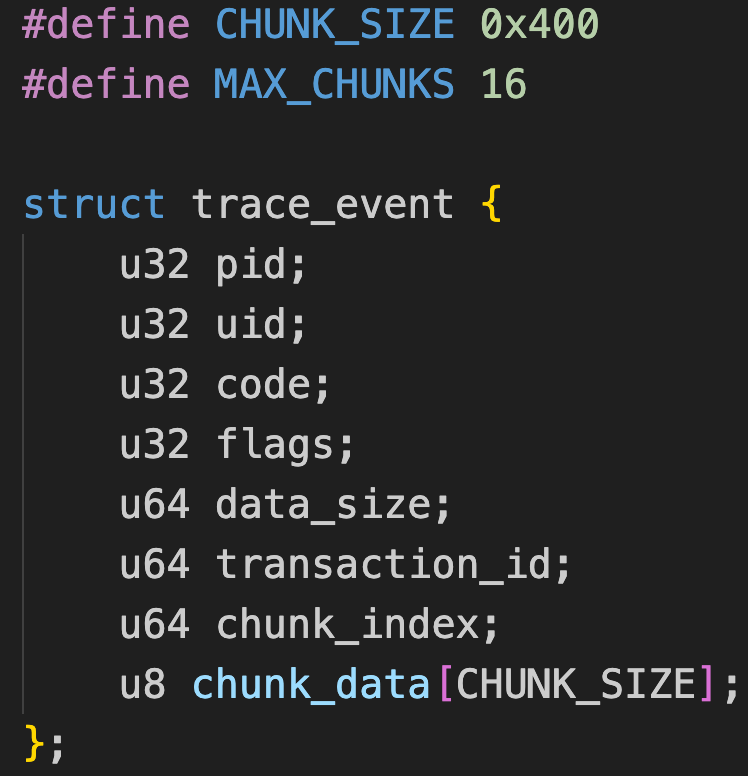 #define CHUNK_SIZE 0x400
#define MAX_CHUNKS 16
struct trace_event {
u32 pid;
u32 uid;
u32 code;
u32 flags;
u64 data_size;
u64 transaction_id;
u64 chunk_index;
u8 chunk_data[CHUNK_SIZE];
};